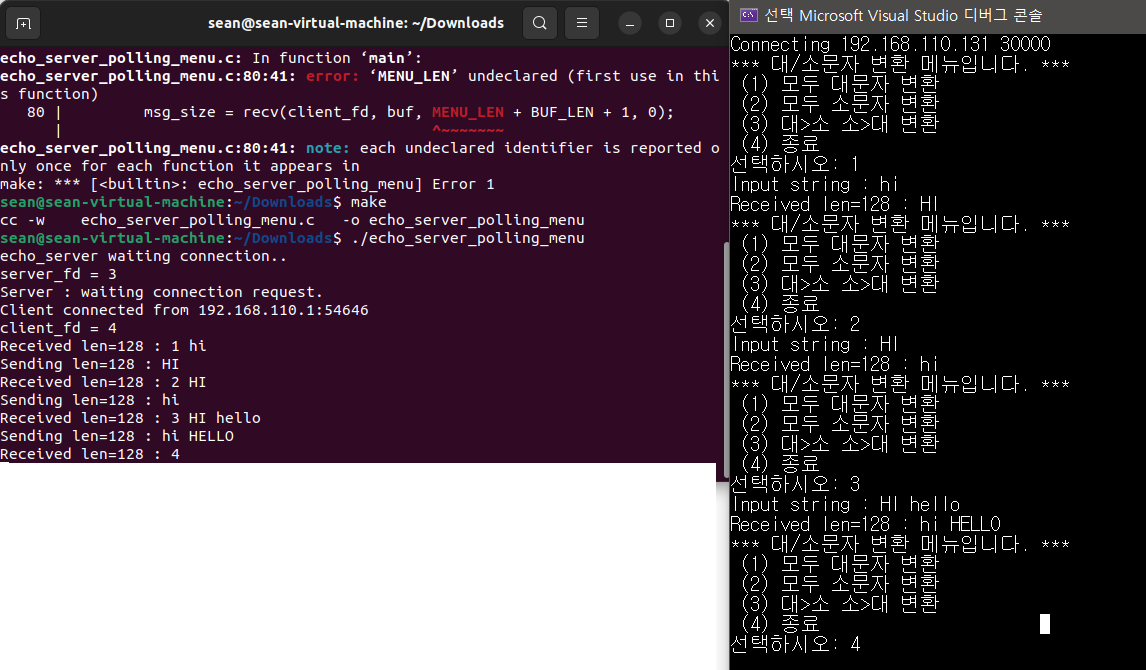 sean@sean-virtual-machine: ~/Downloads
echo_server_polling_menu.c: In function ‘main’:
echo_server_polling_menu.c:80:41: error: ‘MENU_LEN’ undeclared (first use in thi
s function)
80 | msg_size = recv(client_fd, buf, MENU_LEN + BUF_LEN + 1, 0);
| ^~~~~~~~
echo_server_polling_menu.c:80:41: note: each undeclared identifier is reported o
nly once for each function it appears in
make: *** [<builtin>: echo_server_polling_menu] Error 1
sean@sean-virtual-machine:~/Downloads$ make
cc -w    echo_server_polling_menu.c   -o echo_server_polling_menu
sean@sean-virtual-machine:~/Downloads$ ./echo_server_polling_menu
echo_server waiting connection..
server_fd = 3
Server : waiting connection request.
Client connected from 192.168.110.1:54646
client_fd = 4
Received len=128 : 1 hi
Sending len=128 : HI
Received len=128 : 2 HI
Sending len=128 : hi
Received len=128 : 3 HI hello
Sending len=128 : hi HELLO
Received len=128 : 4
선택 Microsoft Visual Studio 디버그 콘솔
Connecting 192.168.110.131 30000
*** 대/소문자 변환 메뉴입니다. ***
(1) 모두 대문자 변환
(2) 모두 소문자 변환
(3) 대>소 소>대 변환
(4) 종료
선택하시오: 1
Input string : hi
Received len=128 : HI
*** 대/소문자 변환 메뉴입니다. ***
(1) 모두 대문자 변환
(2) 모두 소문자 변환
(3) 대>소 소>대 변환
(4) 종료
선택하시오: 2
Input string : HI
Received len=128 : hi
*** 대/소문자 변환 메뉴입니다. ***
(1) 모두 대문자 변환
(2) 모두 소문자 변환
(3) 대>소 소>대 변환
(4) 종료
선택하시오: 3
Input string : HI hello
Received len=128 : hi HELLO
*** 대/소문자 변환 메뉴입니다. ***
(1) 모두 대문자 변환
(2) 모두 소문자 변환
(3) 대>소 소>대 변환
(4) 종료
선택하시오: 4